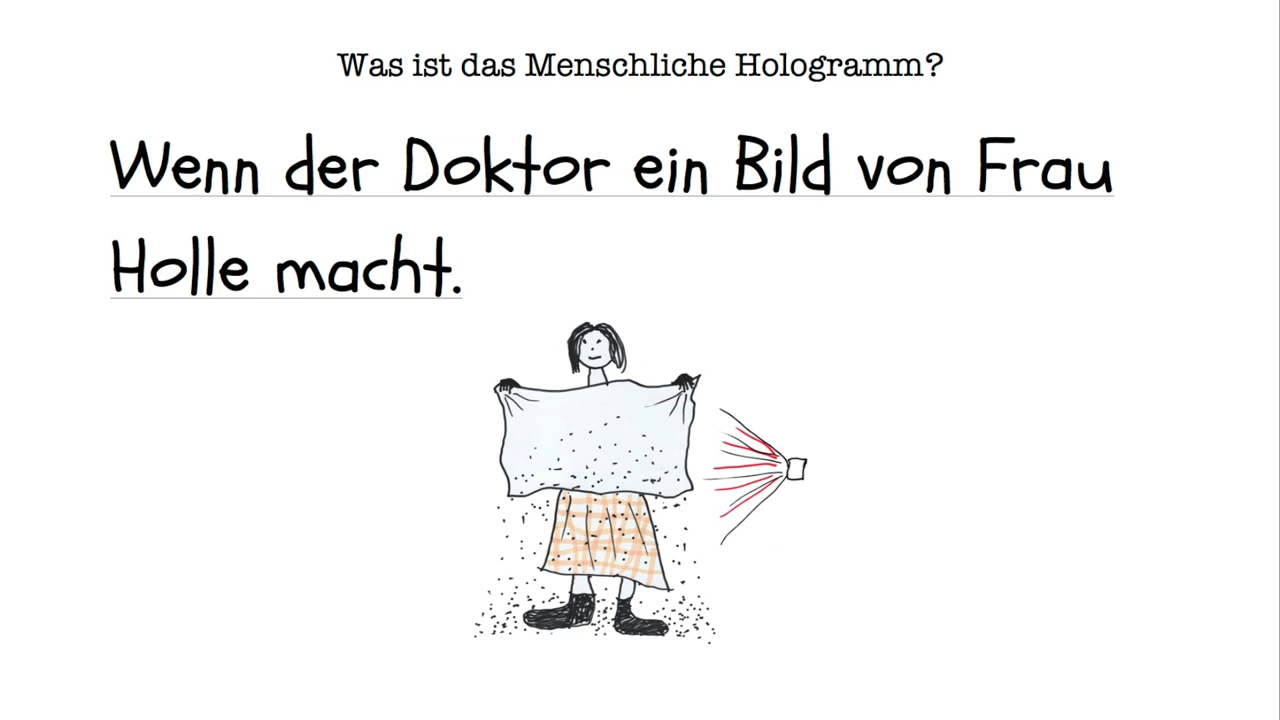 Was ist das Menschliche Hologramm?
Wenn der Doktor ein Bild von Frau
Holle macht.